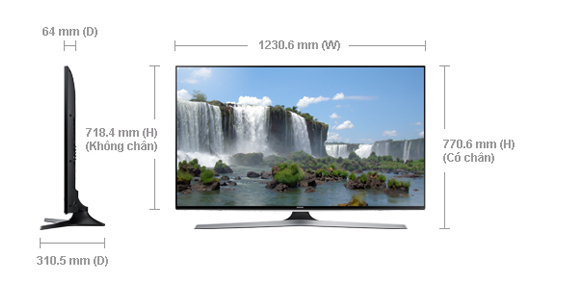 64 mm (D)
1230.6 mm (W)
718.4 mm (H)
(Không chân)
770.6 mm (H)
(Có chân)
310.5 mm (D)